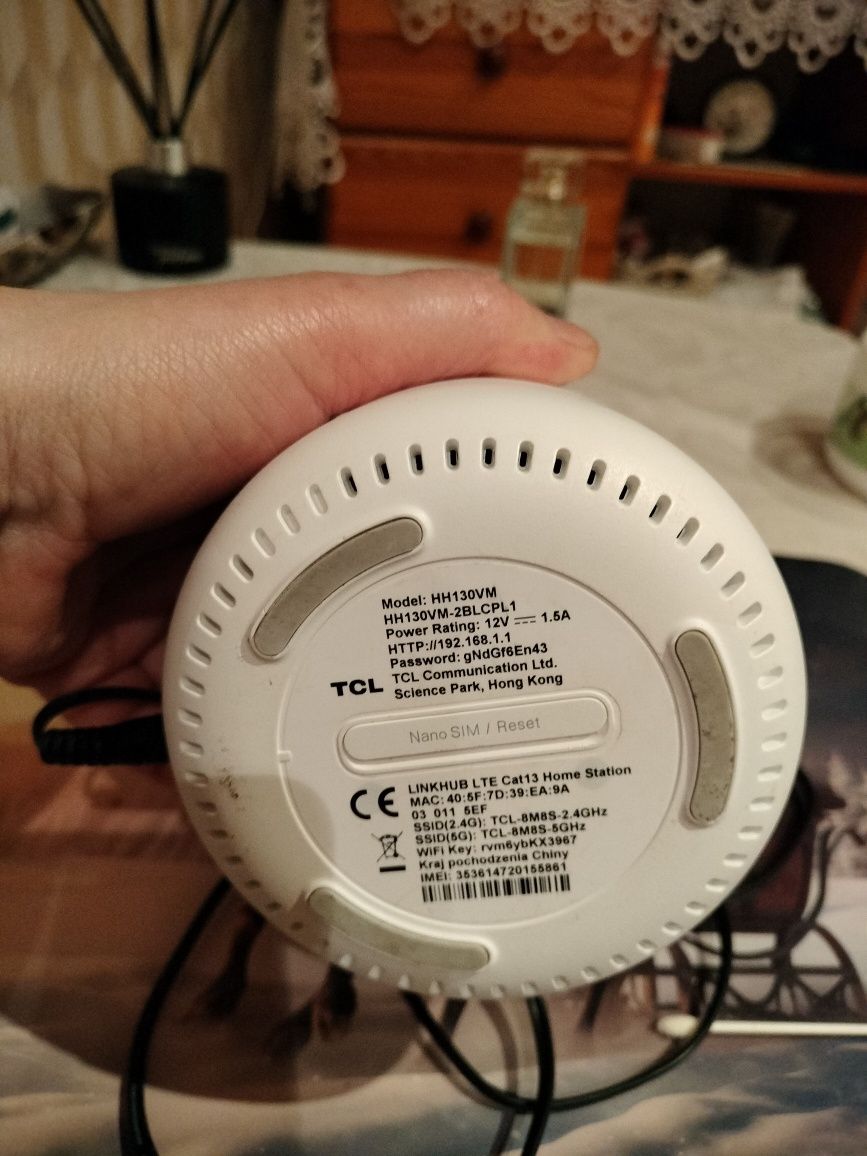 Model: HH130VM
HH130VM-2BLCPL1
Power Rating: 12V ⎓ 1.5A
HTTP://192.168.1.1
Password: gNdGf6En43
TCL Communication Ltd.
Science Park, Hong Kong
TCL
Nano SIM / Reset
LINKHUB LTE Cat13 Home Station
MAC: 40:5F:7D:39:EA:9A
03 011 5EF
SSID(2.4G): TCL-8M8S-2.4GHz
SSID(5G): TCL-8M8S-5GHz
WiFi Key: rvm6ybKX3967
Kraj pochodzenia Chiny
IMEI: 353614720155861
CE